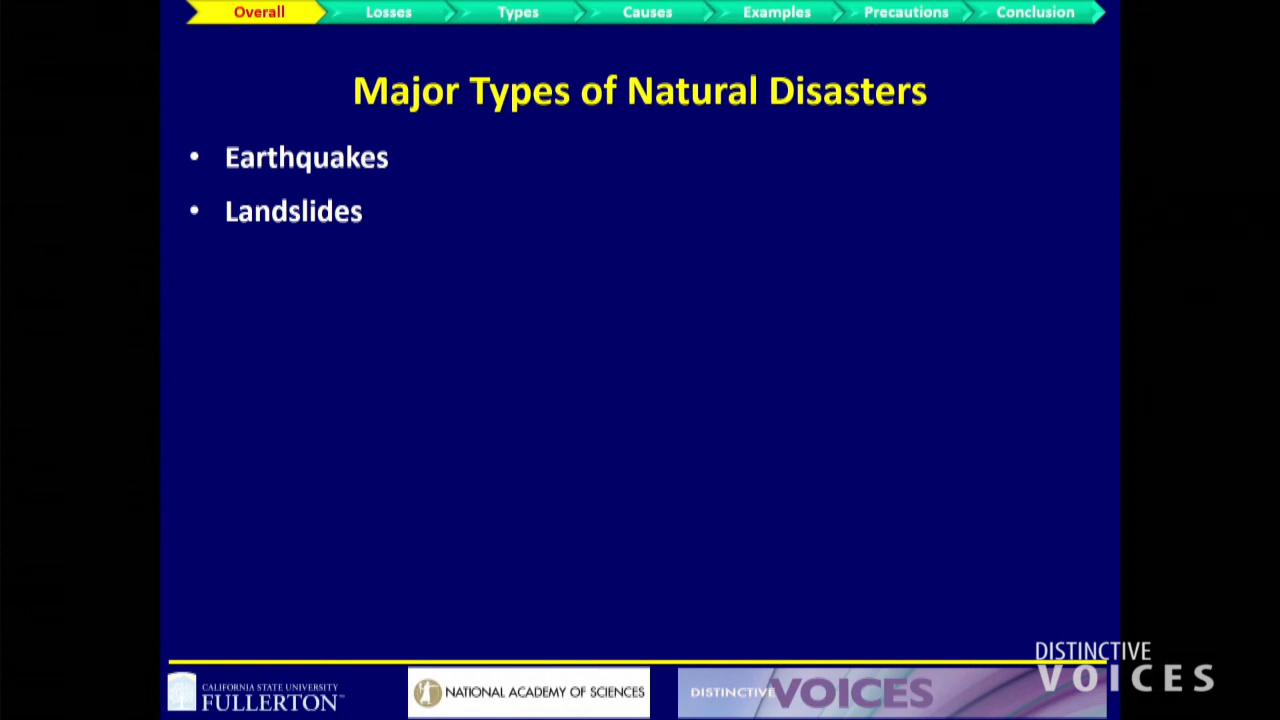 Overall Losses Types Causes Examples Precautions Conclusion
Major Types of Natural Disasters
• Earthquakes
• Landslides
DISTINCTIVE
VOICES
CALIFORNIA STATE UNIVERSITY
FULLERTON™
NATIONAL ACADEMY OF SCIENCES
DISTINCTIVE VOICES